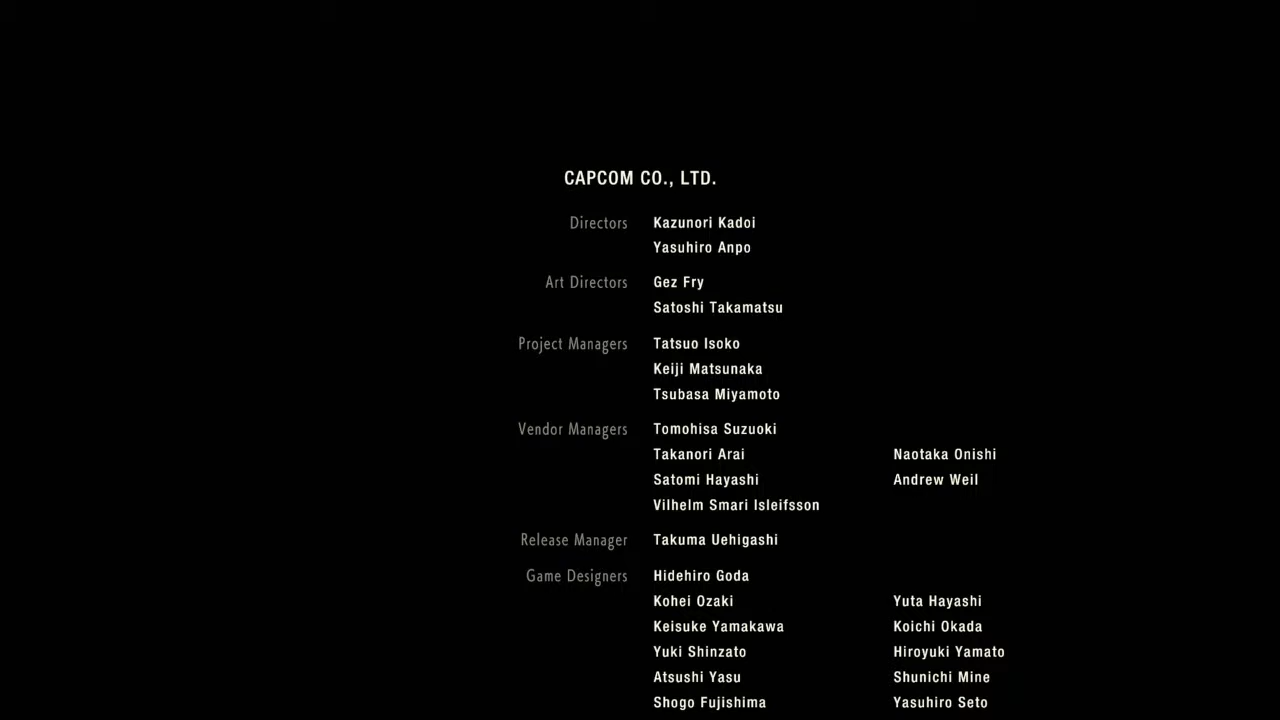 CAPCOM CO., LTD.
Directors Kazunori Kadoi
Yasuhiro Anpo
Art Directors Gez Fry
Satoshi Takamatsu
Project Managers Tatsuo Isoko
Keiji Matsunaka
Tsubasa Miyamoto
Vendor Managers Tomohisa Suzuoki
Takanori Arai Naotaka Onishi
Satomi Hayashi Andrew Weil
Vilhelm Smari Isleifsson
Release Manager Takuma Uehigashi
Game Designers Hidehiro Goda
Kohei Ozaki Yuta Hayashi
Keisuke Yamakawa Koichi Okada
Yuki Shinzato Hiroyuki Yamato
Atsushi Yasu Shunichi Mine
Shogo Fujishima Yasuhiro Seto